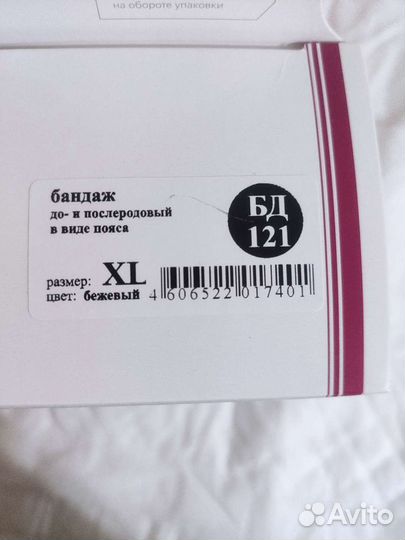 на обороте упаковки
бандаж
до- и послеродовый
в виде пояса
БД
121
размер: XL
цвет: бежевый
4 606522 017401
Avito